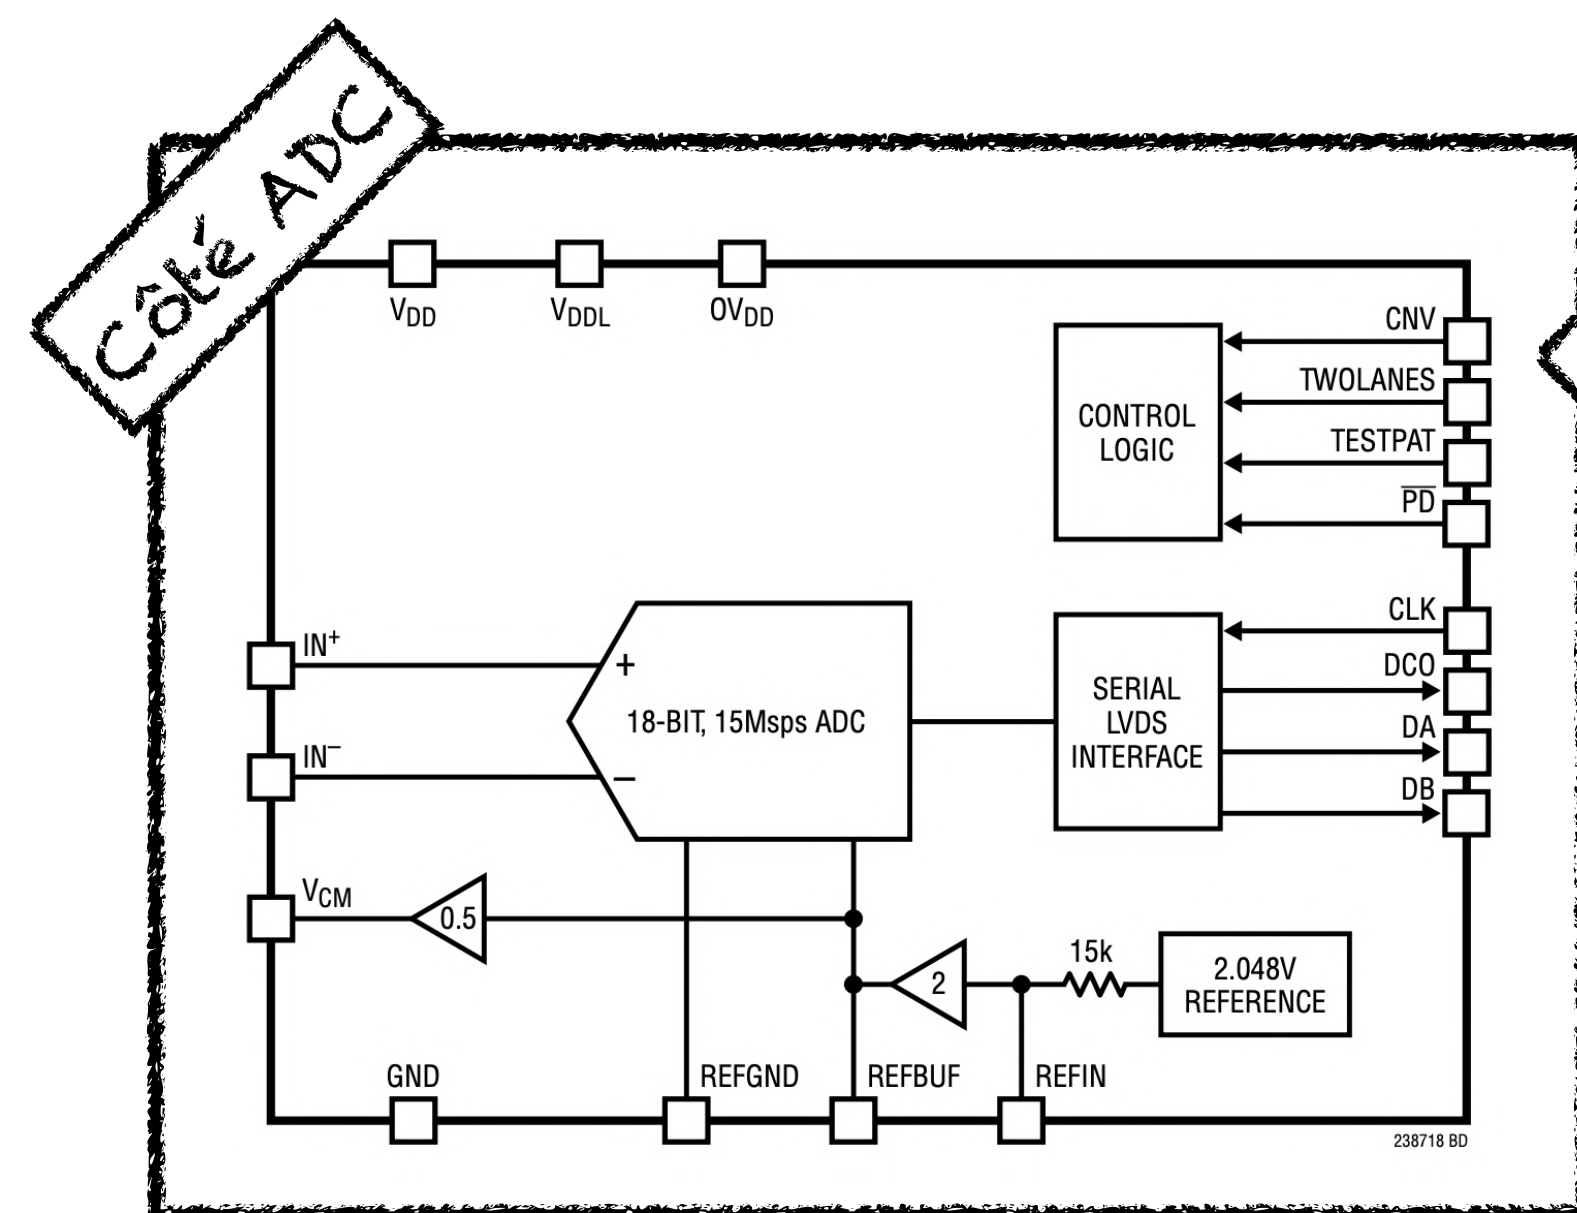 Côté ADC
VDD
VDDL
OVDD
CNV
TWOLANES
TESTPAT
PD
CONTROL
LOGIC
IN+
IN−
+
−
18-BIT, 15Msps ADC
SERIAL
LVDS
INTERFACE
CLK
DCO
DA
DB
VCM
0.5
2
15k
2.048V
REFERENCE
GND
REFGND
REFBUF
REFIN
238718 BD